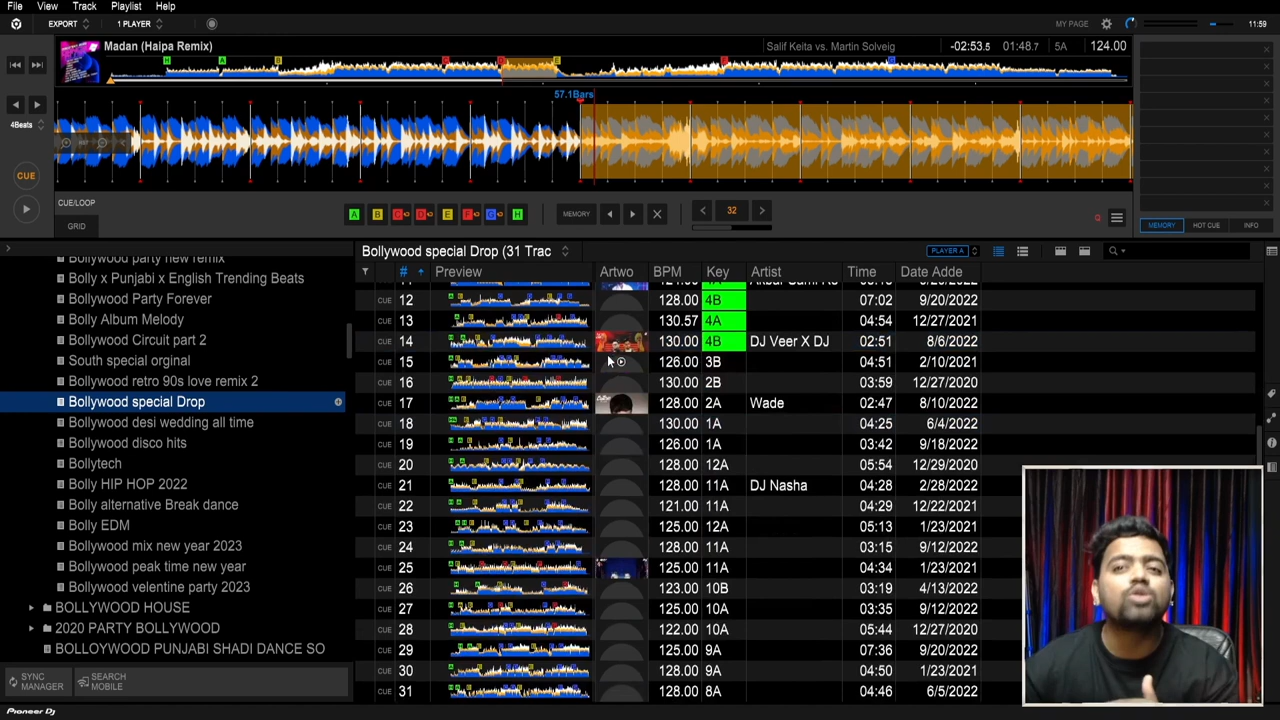 File View Track Playlist Help
EXPORT 1 PLAYER MY PAGE 11:59
Madan (Haipa Remix) Salif Keita vs. Martin Solveig -02:53.5 01:48.7 5A 124.00
H A B C D E F G
57.1Bars
4Beats
CUE
CUE/LOOP
GRID
A B C D E F G H MEMORY 32 Q
MEMORY HOT CUE INFO
Bollywood special Drop (31 Trac PLAYER A
# Preview Artwo BPM Key Artist Time Date Adde
Bollywood party new remix
Bolly x Punjabi x English Trending Beats
Bollywood Party Forever
Bolly Album Melody
Bollywood Circuit part 2
South special orginal
Bollywood retro 90s love remix 2
Bollywood special Drop
Bollywood desi wedding all time
Bollywood disco hits
Bollytech
Bolly HIP HOP 2022
Bolly alternative Break dance
Bolly EDM
Bollywood mix new year 2023
Bollywood peak time new year
Bollywood velentine party 2023
BOLLYWOOD HOUSE
2020 PARTY BOLLYWOOD
BOLLOYWOOD PUNJABI SHADI DANCE SO
CUE 12 128.00 4B 07:02 9/20/2022
CUE 13 130.57 4A 04:54 12/27/2021
CUE 14 130.00 4B DJ Veer X DJ 02:51 8/6/2022
CUE 15 126.00 3B 04:51 2/10/2021
CUE 16 130.00 2B 03:59 12/27/2020
CUE 17 128.00 2A Wade 02:47 8/10/2022
CUE 18 130.00 1A 04:25 6/4/2022
CUE 19 126.00 1A 03:42 9/18/2022
CUE 20 128.00 12A 05:54 12/29/2020
CUE 21 128.00 11A DJ Nasha 04:28 2/28/2022
CUE 22 121.00 11A 04:29 12/22/2021
CUE 23 125.00 12A 05:13 1/23/2021
CUE 24 128.00 11A 03:15 9/12/2022
CUE 25 125.00 11A 04:34 1/23/2021
CUE 26 123.00 10B 03:19 4/13/2022
CUE 27 125.00 10A 03:35 9/12/2022
CUE 28 122.00 10A 05:44 12/27/2020
CUE 29 125.00 9A 07:36 9/20/2022
CUE 30 128.00 9A 04:50 1/23/2021
CUE 31 128.00 8A 04:46 6/5/2022
SYNC MANAGER SEARCH MOBILE
Pioneer Dj